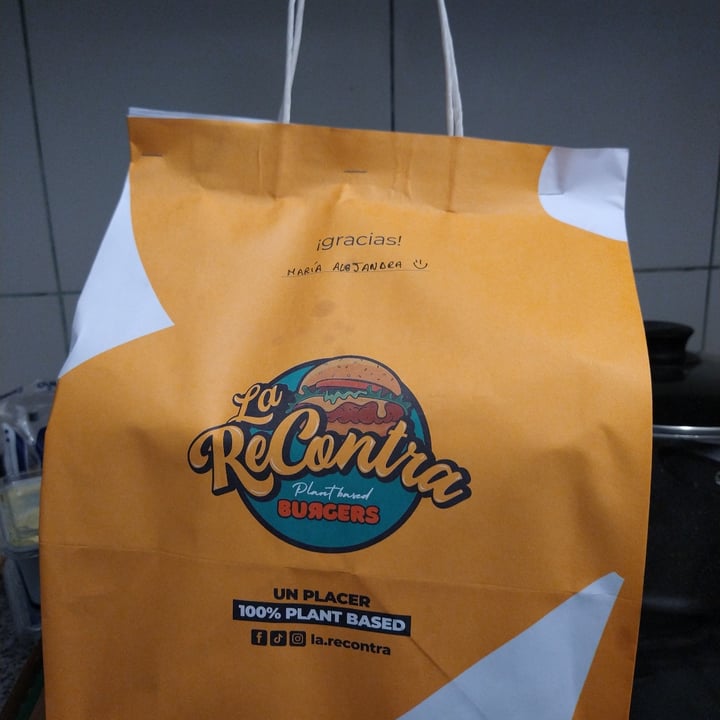 ¡gracias!
MARÍA ALEJANDRA
La
ReContra
Plant based
BURGERS
UN PLACER
100% PLANT BASED
la.recontra